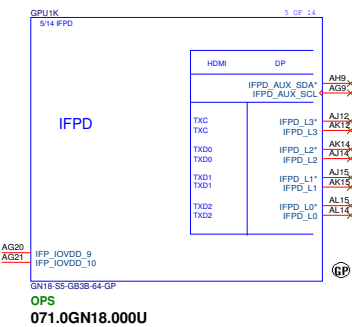 GPU1K 5 OF 14
5/14 IFPD
HDMI DP
IFPD_AUX_SDA* AH9
IFPD_AUX_SCL AG9
IFPD
TXC IFPD_L3* AJ12
TXC IFPD_L3 AK12
TXD0 IFPD_L2* AK14
TXD0 IFPD_L2 AJ14
TXD1 IFPD_L1* AJ15
TXD1 IFPD_L1 AK15
TXD2 IFPD_L0* AL15
TXD2 IFPD_L0 AL14
AG20 IFP_IOVDD_9
AG21 IFP_IOVDD_10
GP
GN18-S5-GB3B-64-GP
OPS
071.0GN18.000U